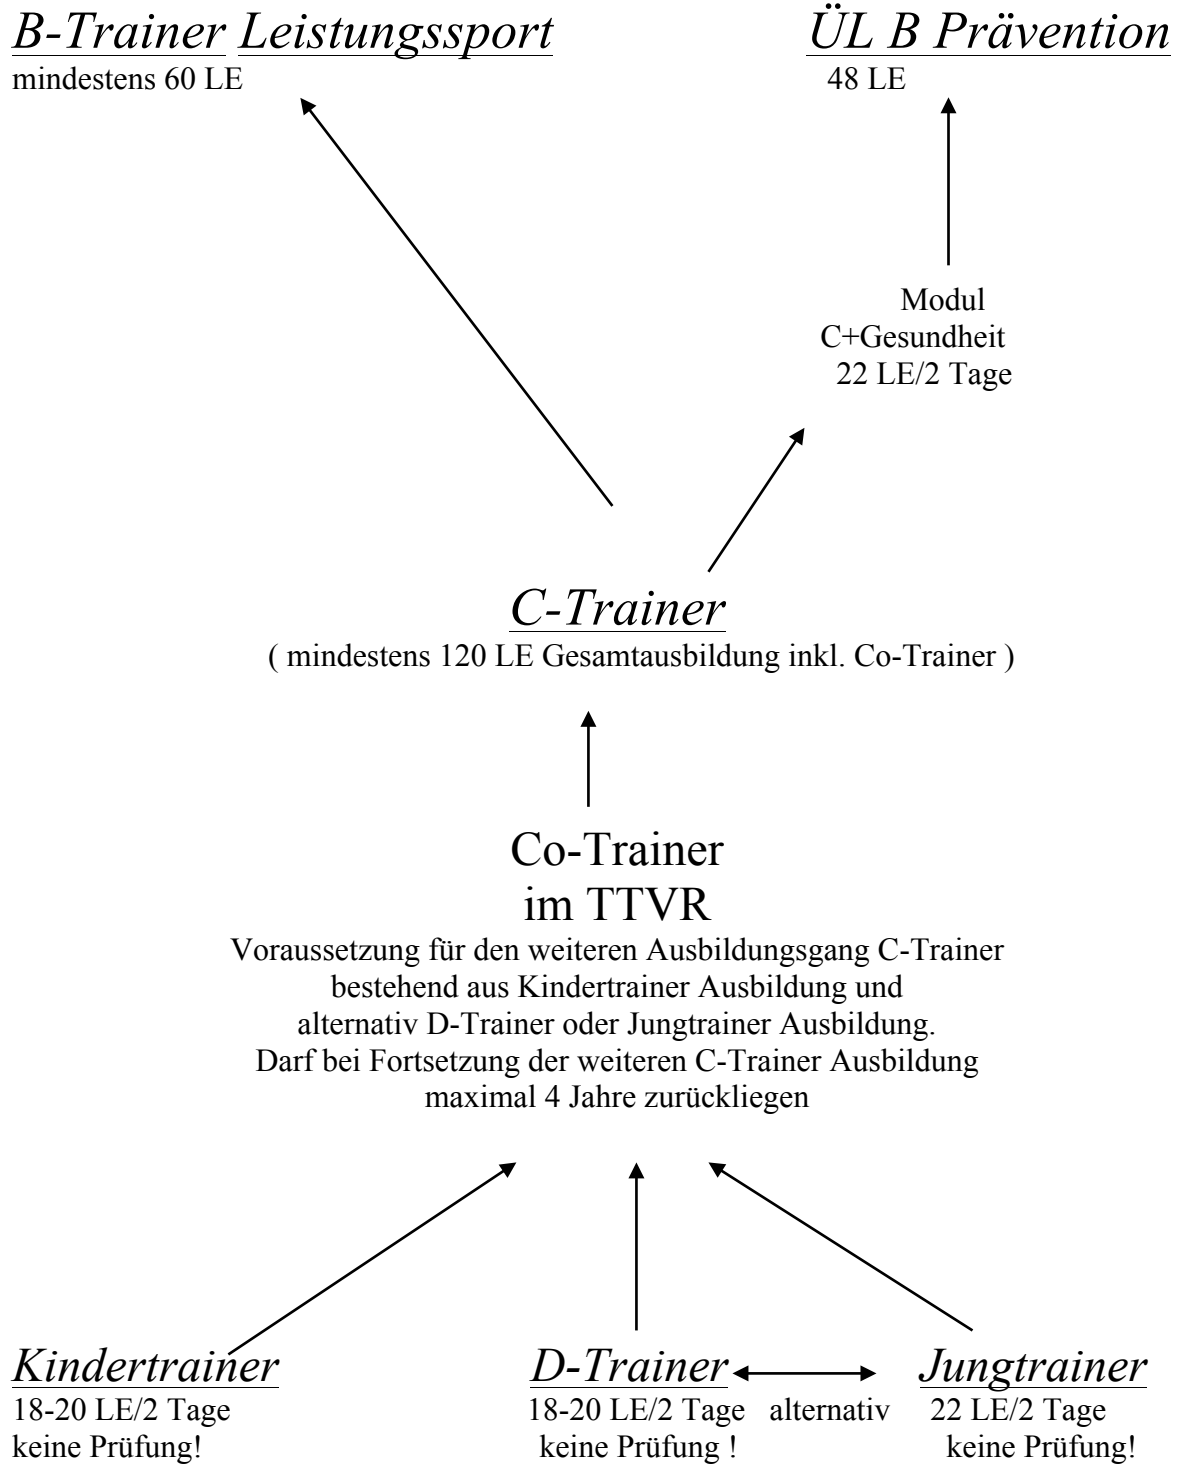 B-Trainer Leistungssport
mindestens 60 LE
ÜL B Prävention
48 LE
Modul
C+Gesundheit
22 LE/2 Tage
C-Trainer
( mindestens 120 LE Gesamtausbildung inkl. Co-Trainer )
Co-Trainer
im TTVR
Voraussetzung für den weiteren Ausbildungsgang C-Trainer
bestehend aus Kindertrainer Ausbildung und
alternativ D-Trainer oder Jungtrainer Ausbildung.
Darf bei Fortsetzung der weiteren C-Trainer Ausbildung
maximal 4 Jahre zurückliegen
Kindertrainer
18-20 LE/2 Tage
keine Prüfung!
D-Trainer
18-20 LE/2 Tage
keine Prüfung !
alternativ
Jungtrainer
22 LE/2 Tage
keine Prüfung!